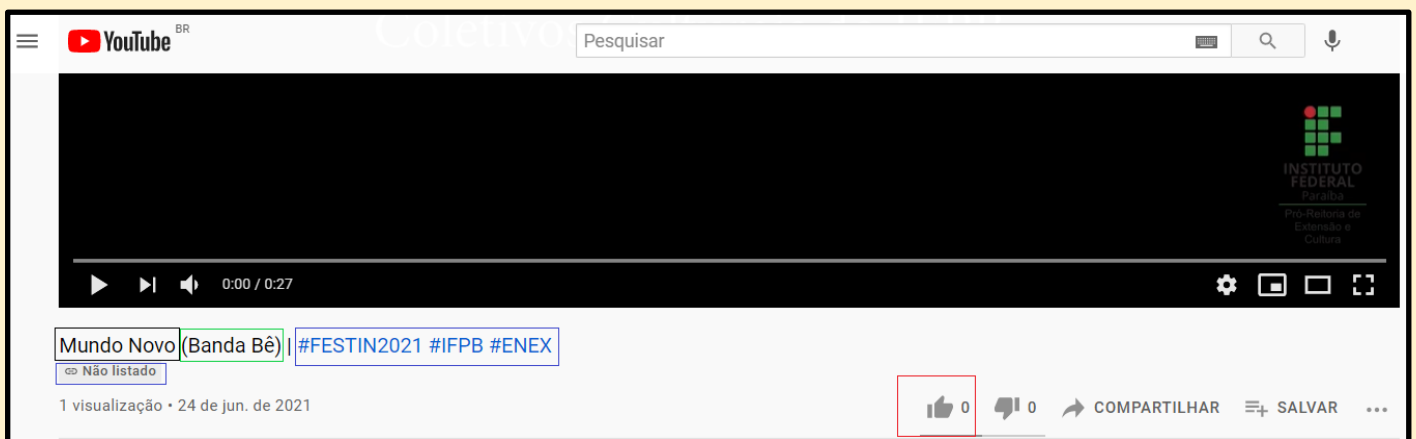 BR
YouTube
Pesquisar
INSTITUTO
FEDERAL
Paraíba
Pró-Reitoria de
Extensão e
Cultura
0:00 / 0:27
Mundo Novo (Banda Bê) | #FESTIN2021 #IFPB #ENEX
Não listado
1 visualização • 24 de jun. de 2021
0
0
COMPARTILHAR
SALVAR